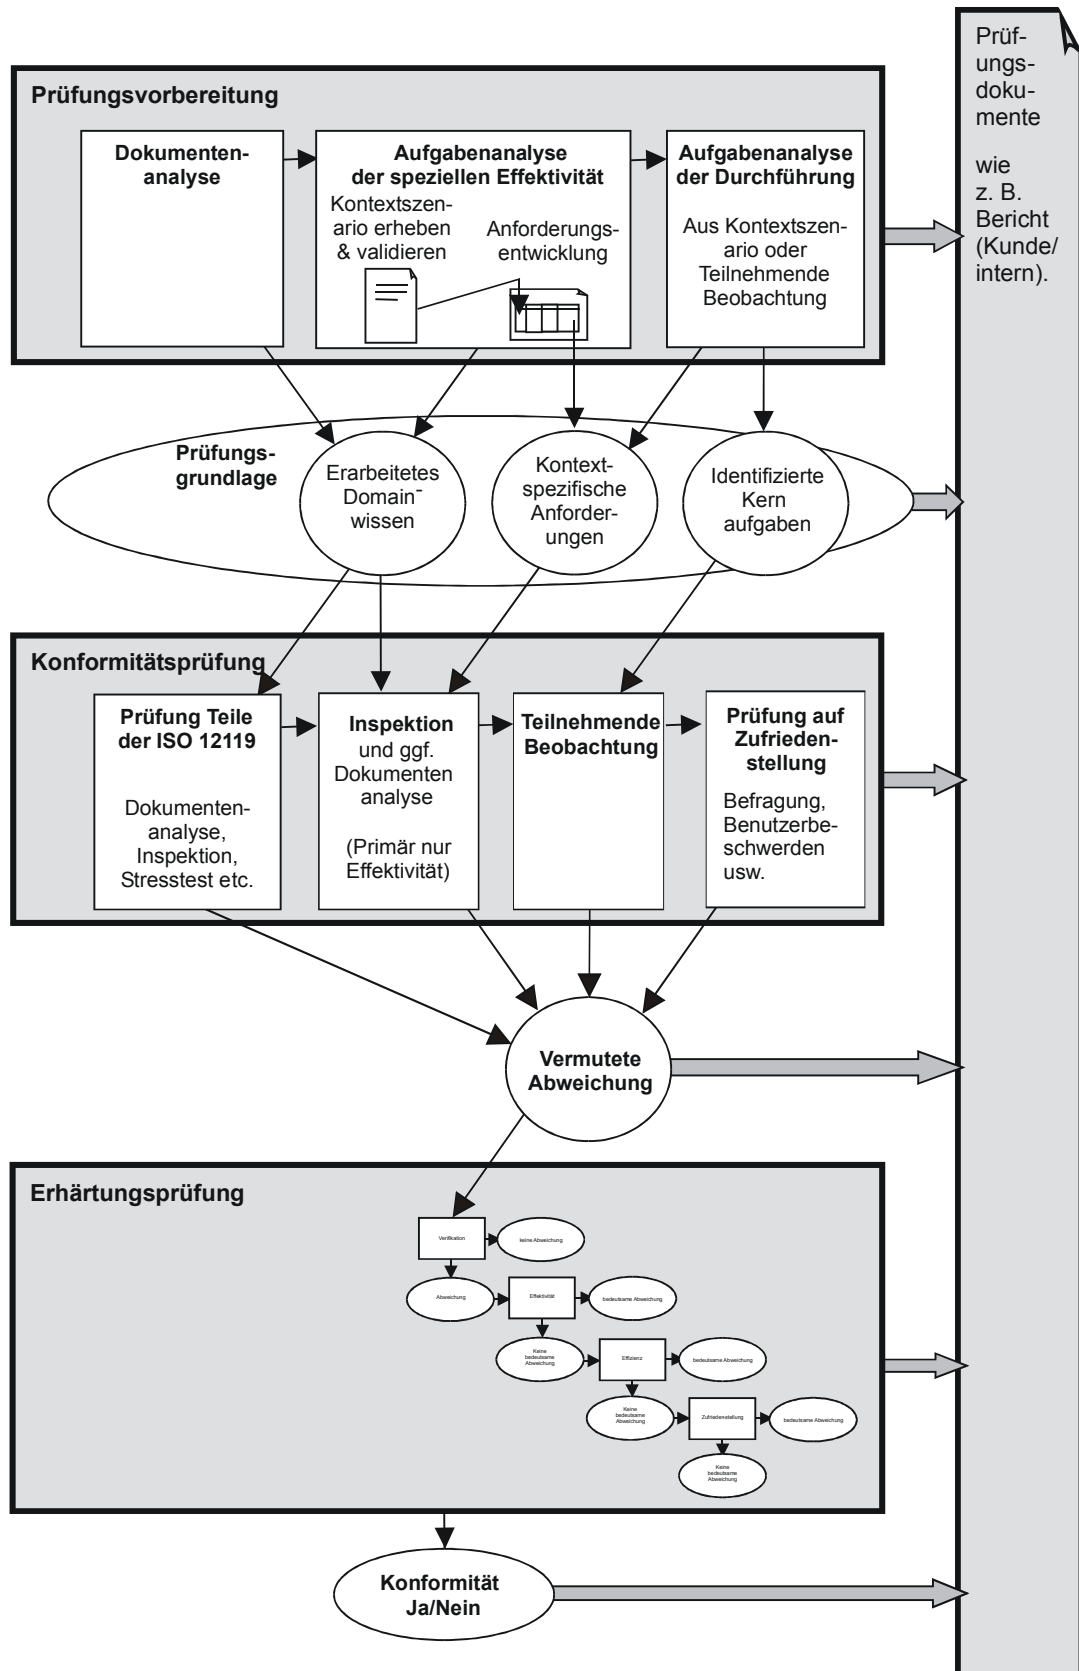 Prüf-
ungs-
doku-
mente
wie
z. B.
Bericht
(Kunde/
intern).
Prüfungsvorbereitung
Dokumenten-
analyse
Aufgabenanalyse
der speziellen Effektivität
Kontextszen-
ario erheben
& validieren
Anforderungs-
entwicklung
Aufgabenanalyse
der Durchführung
Aus Kontextszen-
ario oder
Teilnehmende
Beobachtung
Prüfungs-
grundlage
Erarbeitetes
Domain-
wissen
Kontext-
spezifische
Anforder-
ungen
Identifizierte
Kern
aufgaben
Konformitätsprüfung
Prüfung Teile
der ISO 12119
Dokumenten-
analyse,
Inspektion,
Stresstest etc.
Inspektion
und ggf.
Dokumenten
analyse
(Primär nur
Effektivität)
Teilnehmende
Beobachtung
Prüfung auf
Zufrieden-
stellung
Befragung,
Benutzerbe-
schwerden
usw.
Vermutete
Abweichung
Erhärtungsprüfung
Verifikation
keine Abweichung
Abweichung
Effektivität
bedeutsame Abweichung
Keine
bedeutsame
Abweichung
Effizienz
bedeutsame Abweichung
Keine
bedeutsame
Abweichung
Zufriedenstellung
bedeutsame Abweichung
Keine
bedeutsame
Abweichung
Konformität
Ja/Nein